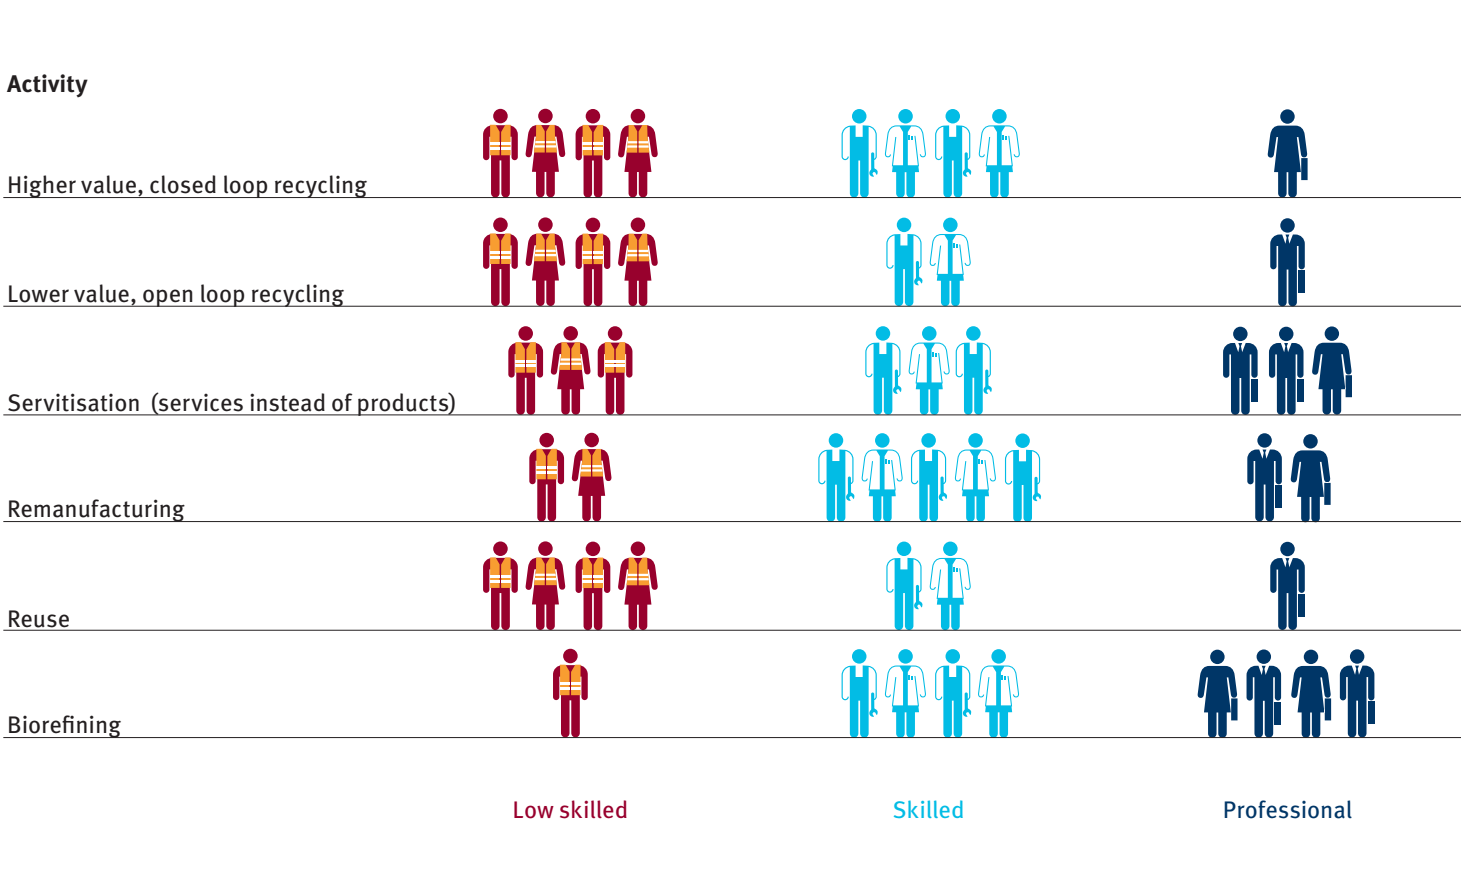 Activity
Higher value, closed loop recycling
Lower value, open loop recycling
Servitisation  (services instead of products)
Remanufacturing
Reuse
Biorefining
Low skilled
Skilled
Professional